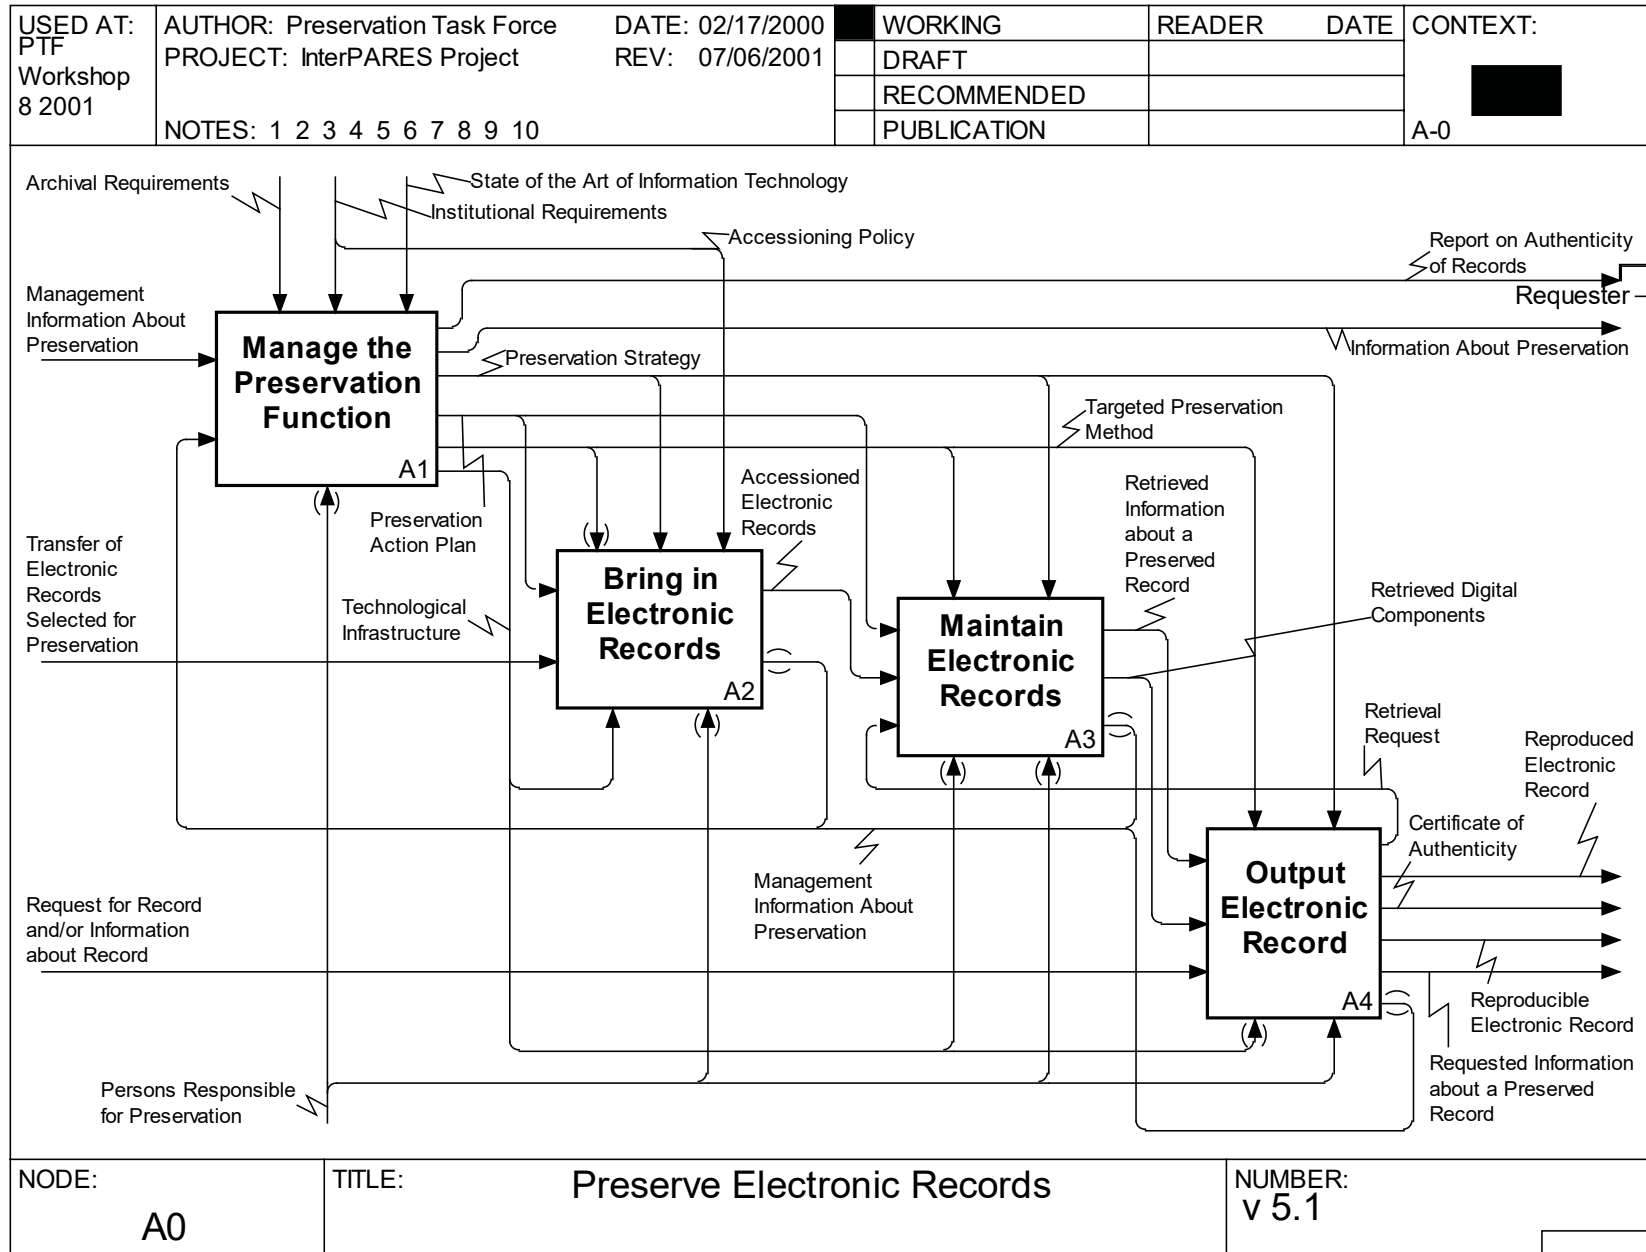 USED AT:
PTF
Workshop
8 2001
AUTHOR: Preservation Task Force
PROJECT: InterPARES Project
NOTES: 1 2 3 4 5 6 7 8 9 10
DATE: 02/17/2000
REV: 07/06/2001
WORKING
DRAFT
RECOMMENDED
PUBLICATION
READER DATE
CONTEXT:
A-0
Archival Requirements
State of the Art of Information Technology
Institutional Requirements
Accessioning Policy
Report on Authenticity
of Records
Requester
Management
Information About
Preservation
Manage the
Preservation
Function
A1
Information About Preservation
Preservation Strategy
Targeted Preservation
Method
Preservation
Action Plan
Accessioned
Electronic
Records
Retrieved
Information
about a
Preserved
Record
Transfer of
Electronic
Records
Selected for
Preservation
Technological
Infrastructure
Bring in
Electronic
Records
A2
Retrieved Digital
Components
Maintain
Electronic
Records
A3
Retrieval
Request
Reproduced
Electronic
Record
Certificate of
Authenticity
Management
Information About
Preservation
Request for Record
and/or Information
about Record
Output
Electronic
Record
A4
Reproducible
Electronic Record
Requested Information
about a Preserved
Record
Persons Responsible
for Preservation
NODE:
A0
TITLE:
Preserve Electronic Records
NUMBER:
v 5.1